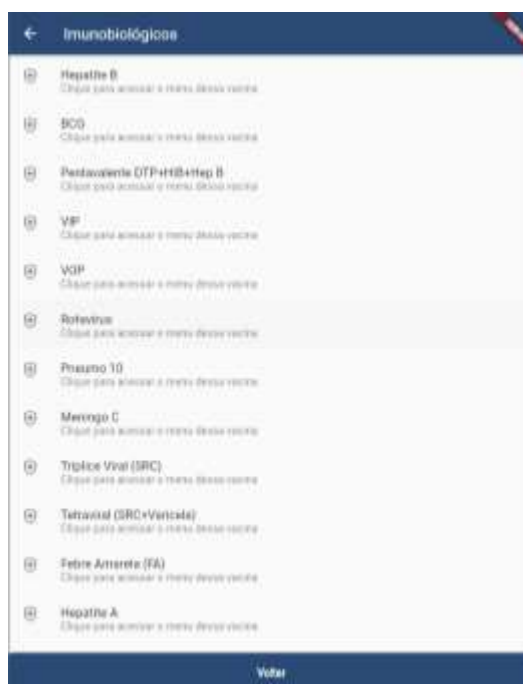 Imunobiológicos
Hepatite B
Clique para acessar o menu dessa vacina
BCG
Clique para acessar o menu dessa vacina
Pentavalente DTP+HIB+Hep B
Clique para acessar o menu dessa vacina
VIP
Clique para acessar o menu dessa vacina
VOP
Clique para acessar o menu dessa vacina
Rotavirus
Clique para acessar o menu dessa vacina
Pneumo 10
Clique para acessar o menu dessa vacina
Meningo C
Clique para acessar o menu dessa vacina
Triplice Viral (SRC)
Clique para acessar o menu dessa vacina
Tetraviral (SRC+Varicela)
Clique para acessar o menu dessa vacina
Febre Amarela (FA)
Clique para acessar o menu dessa vacina
Hepatite A
Clique para acessar o menu dessa vacina
Voltar